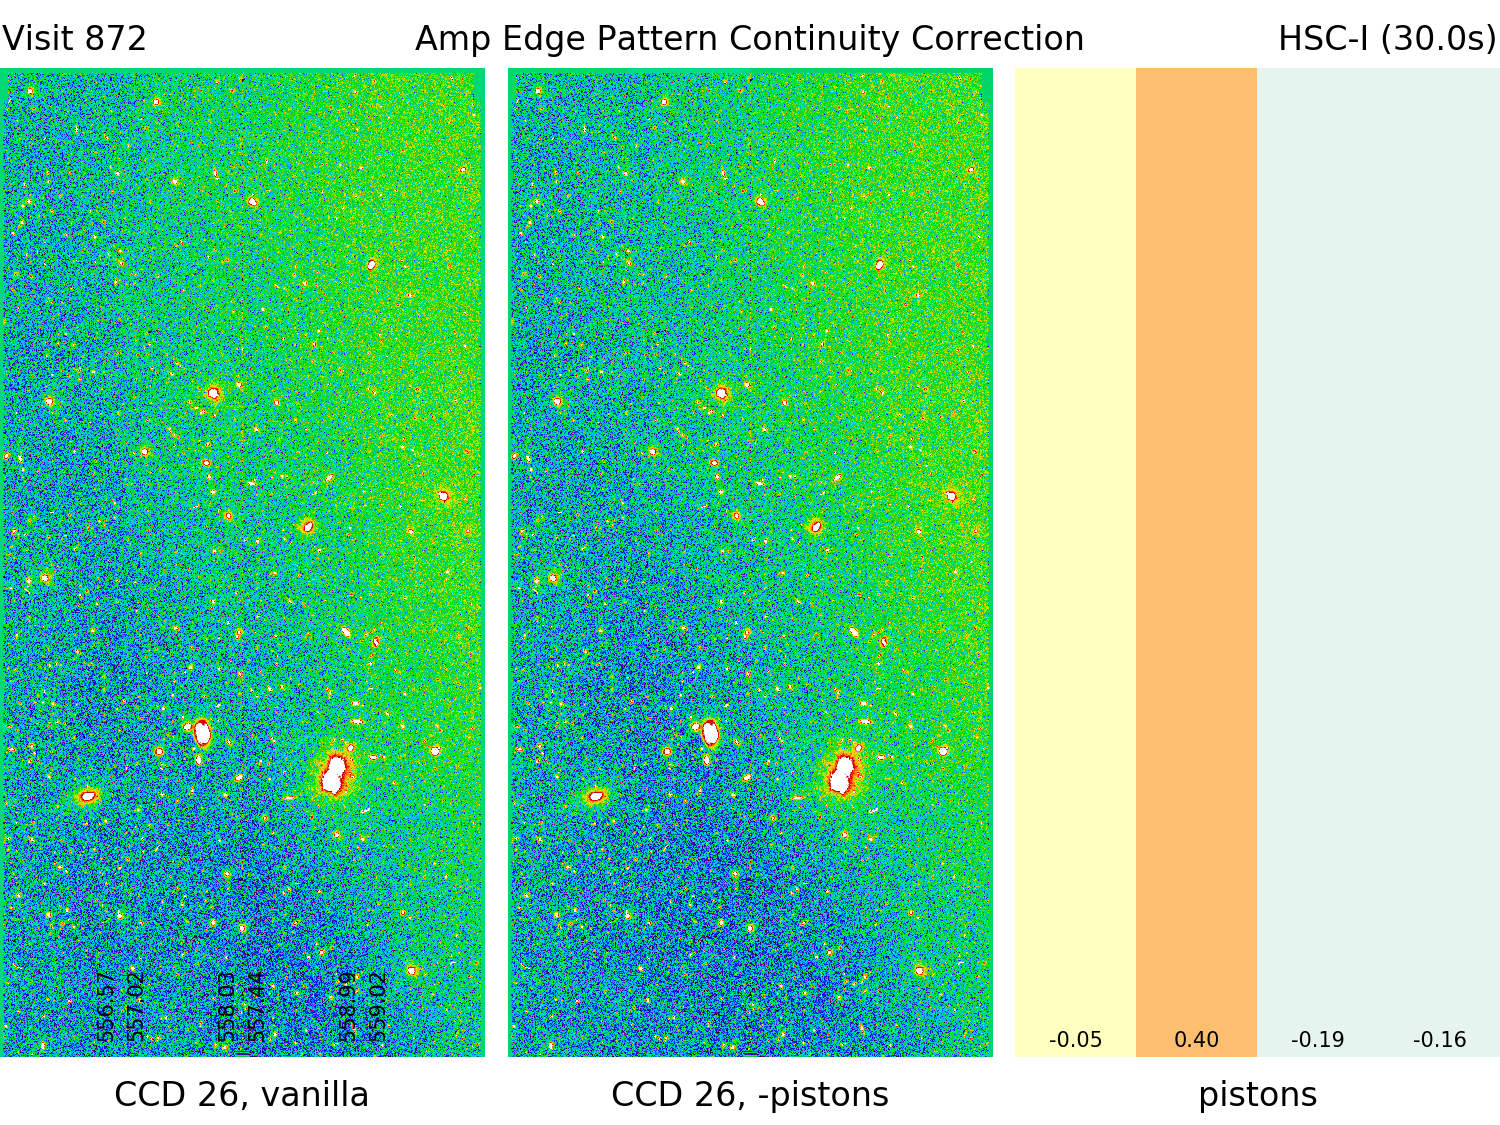 Visit 872
Amp Edge Pattern Continuity Correction
HSC-I (30.0s)
556.57
557.02
558.03
557.44
558.99
559.02
-0.05
0.40
-0.19
-0.16
CCD 26, vanilla
CCD 26, -pistons
pistons